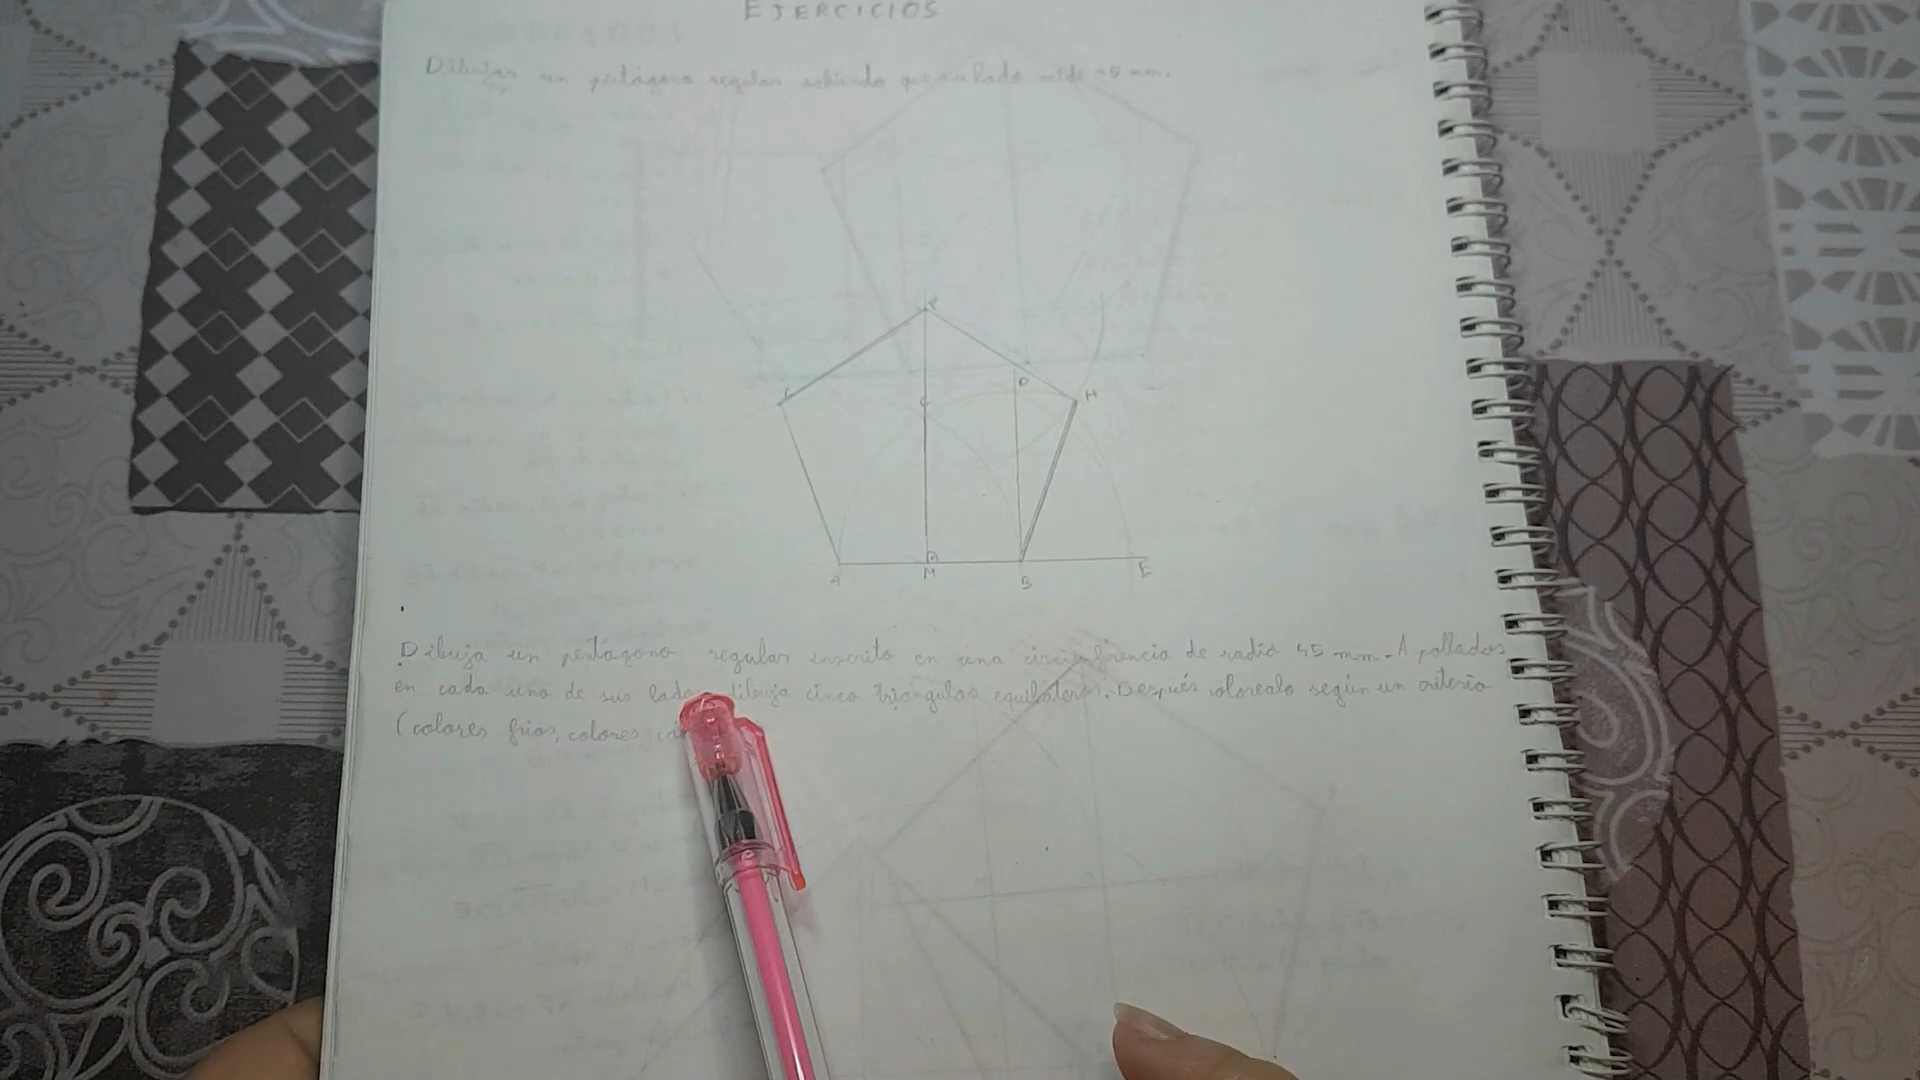 EJERCICIOS
Dibujar un pentágono regular sabiendo que su lado mide 45 mm.
P
I
D
H
C
A
M
B
E
Dibuja un pentágono regular inscrito en una circunferencia de radio 45 mm. Apollados
en cada uno de sus lados dibuja cinco triángulos equiláteros. Después colorealo según un criterio
(colores frios, colores